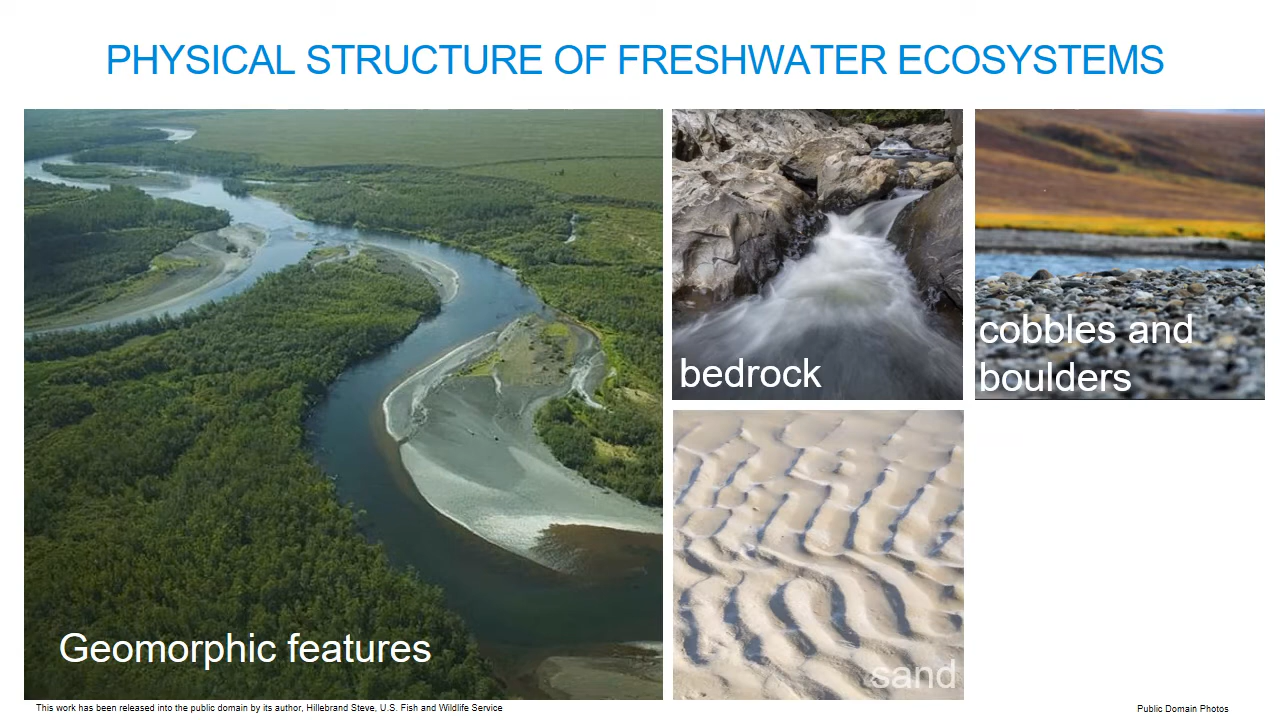 PHYSICAL STRUCTURE OF FRESHWATER ECOSYSTEMS
bedrock
cobbles and
boulders
Geomorphic features
sand
This work has been released into the public domain by its author, Hillebrand Steve, U.S. Fish and Wildlife Service
Public Domain Photos